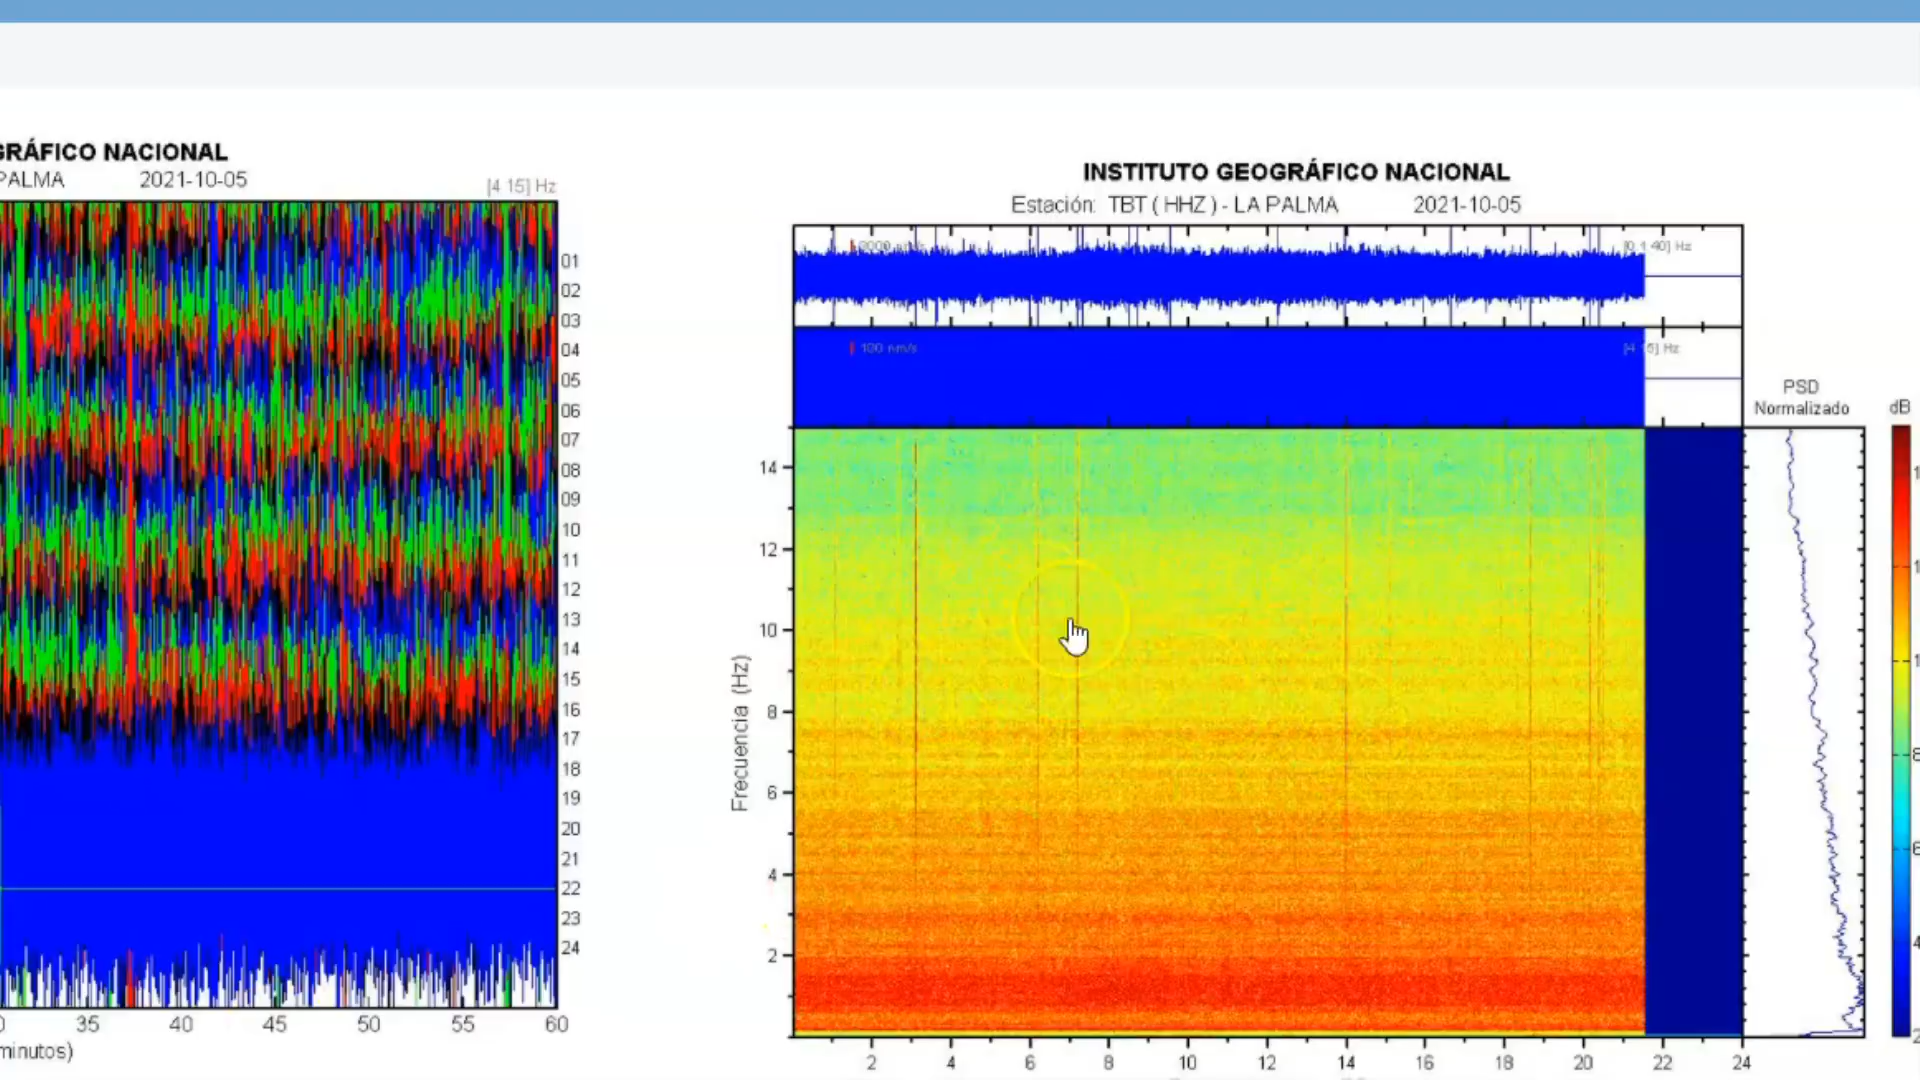 GRÁFICO NACIONAL
PALMA 2021-10-05
[4 15] Hz
01
02
03
04
05
06
07
08
09
10
11
12
13
14
15
16
17
18
19
20
21
22
23
24
35 40 45 50 55 60
minutos)
INSTITUTO GEOGRÁFICO NACIONAL
Estación: TBT ( HHZ ) - LA PALMA 2021-10-05
100 nm/s
PSD
Normalizado
dB
Frecuencia (Hz)
14
12
10
8
6
4
2
2 4 6 8 10 12 14 16 18 20 22 24